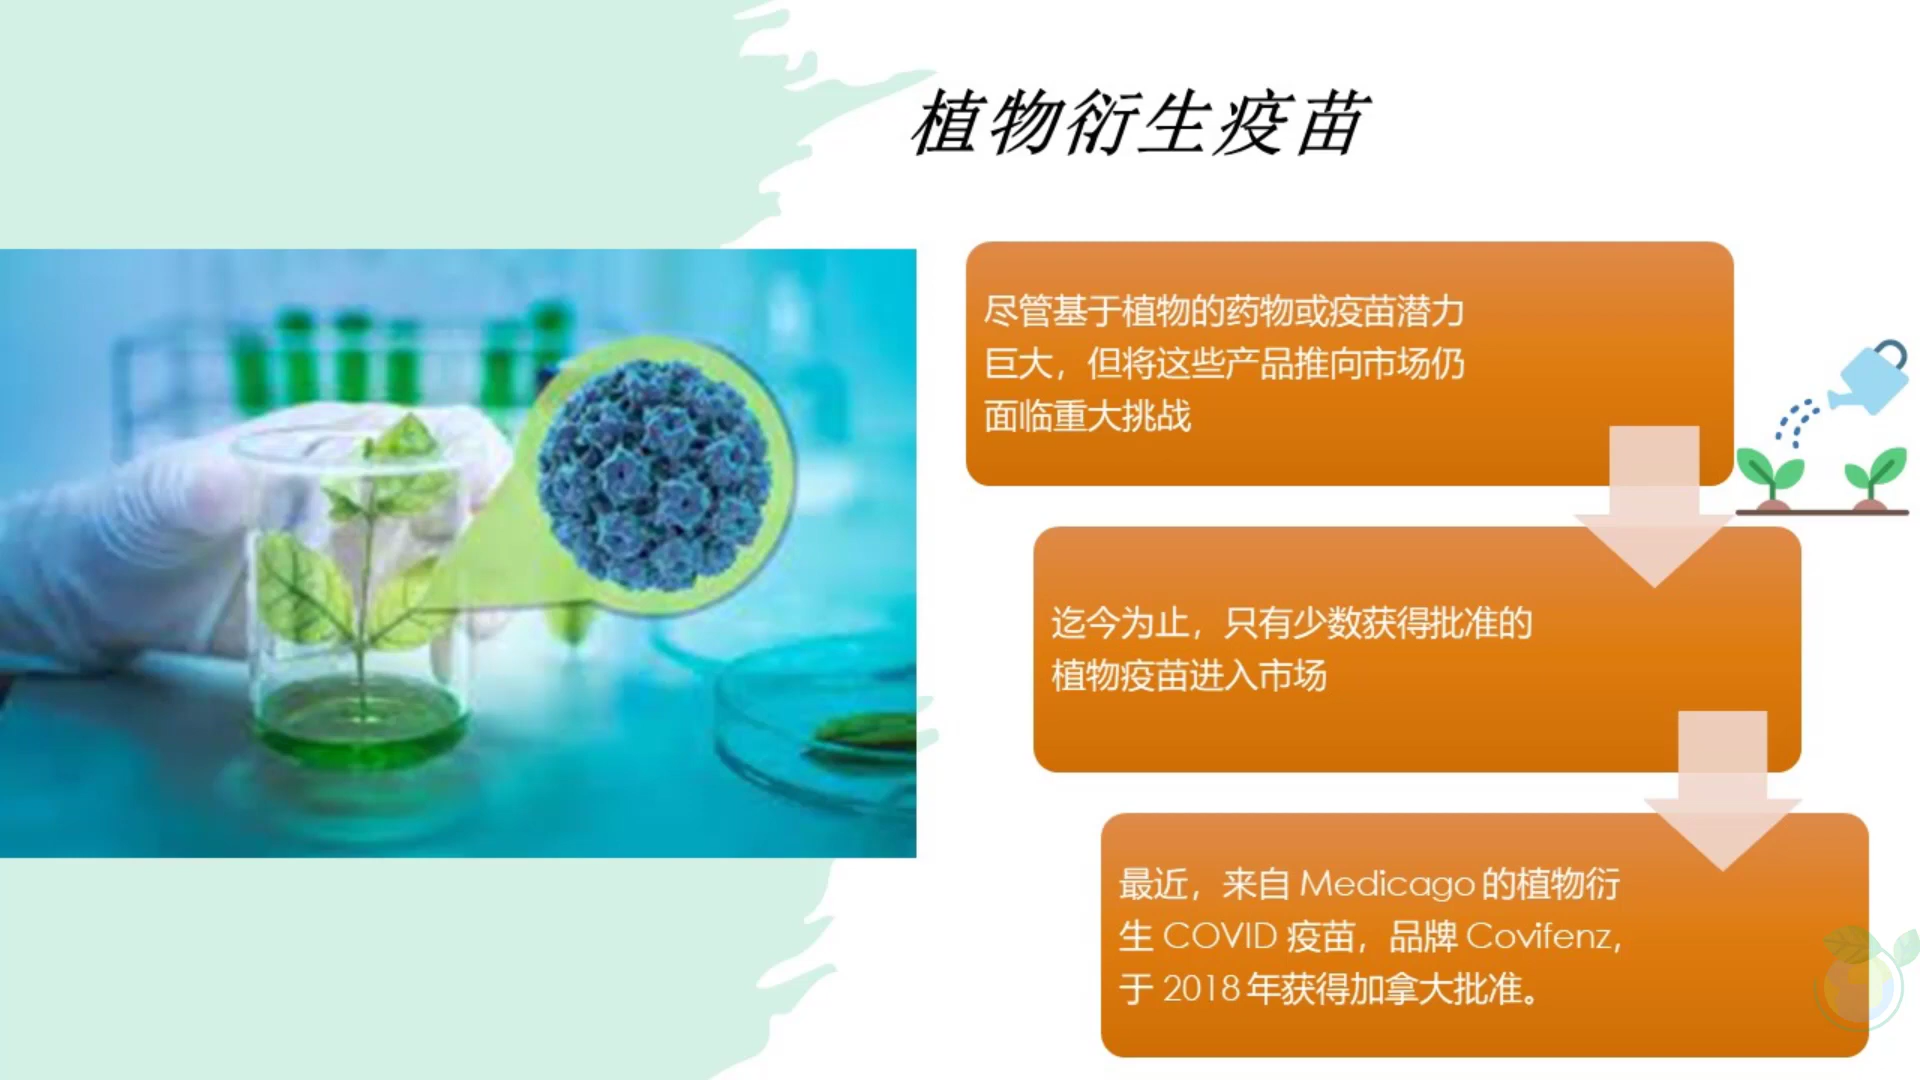 植物衍生疫苗
尽管基于植物的药物或疫苗潜力
巨大，但将这些产品推向市场仍
面临重大挑战
迄今为止，只有少数获得批准的
植物疫苗进入市场
最近，来自 Medicago 的植物衍
生 COVID 疫苗，品牌 Covifenz,
于 2018 年获得加拿大批准。